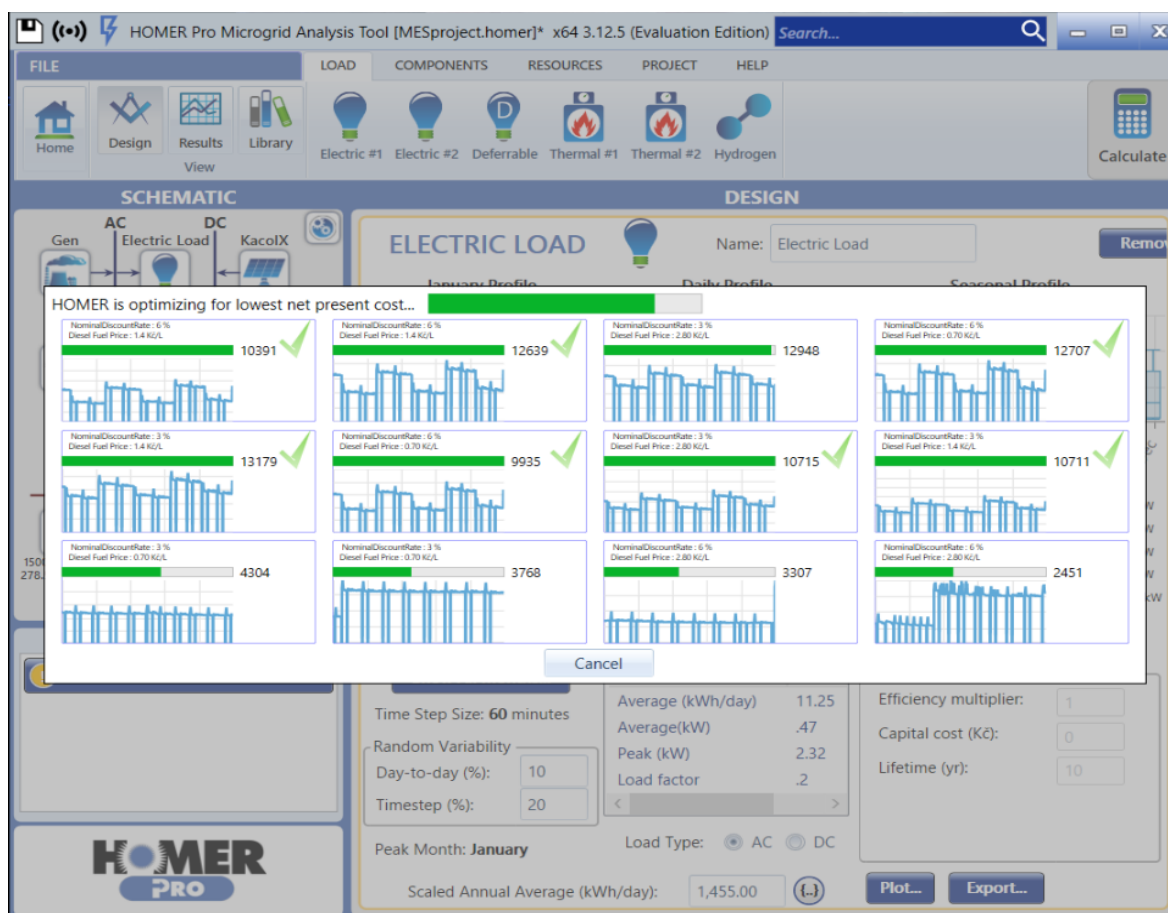 HOMER Pro Microgrid Analysis Tool [MESproject.homer]* x64 3.12.5 (Evaluation Edition) Search...
FILE LOAD COMPONENTS RESOURCES PROJECT HELP
Home Design Results Library Electric #1 Electric #2 Deferrable Thermal #1 Thermal #2 Hydrogen Calculate
View
SCHEMATIC DESIGN
AC DC
Gen Electric Load KacoIX
ELECTRIC LOAD Name: Electric Load
January Profile Daily Profile Seasonal Profile
HOMER is optimizing for lowest net present cost...
NominalDiscountRate : 6 %
Diesel Fuel Price : 1.4 Kč/L
10391
NominalDiscountRate : 6 %
Diesel Fuel Price : 1.4 Kč/L
12639
NominalDiscountRate : 3 %
Diesel Fuel Price : 2.80 Kč/L
12948
NominalDiscountRate : 6 %
Diesel Fuel Price : 0.70 Kč/L
12707
NominalDiscountRate : 3 %
Diesel Fuel Price : 1.4 Kč/L
13179
NominalDiscountRate : 6 %
Diesel Fuel Price : 0.70 Kč/L
9935
NominalDiscountRate : 3 %
Diesel Fuel Price : 2.80 Kč/L
10715
NominalDiscountRate : 3 %
Diesel Fuel Price : 1.4 Kč/L
10711
NominalDiscountRate : 3 %
Diesel Fuel Price : 0.70 Kč/L
4304
NominalDiscountRate : 3 %
Diesel Fuel Price : 0.70 Kč/L
3768
NominalDiscountRate : 6 %
Diesel Fuel Price : 2.80 Kč/L
3307
NominalDiscountRate : 6 %
Diesel Fuel Price : 2.80 Kč/L
2451
Cancel
Time Step Size: 60 minutes
Random Variability
Day-to-day (%): 10
Timestep (%): 20
Peak Month: January
Average (kWh/day) 11.25
Average(kW) .47
Peak (kW) 2.32
Load factor .2
Load Type: AC DC
Efficiency multiplier: 1
Capital cost (Kč): 0
Lifetime (yr): 10
Scaled Annual Average (kWh/day): 1,455.00 {..} Plot... Export...
HOMER
PRO